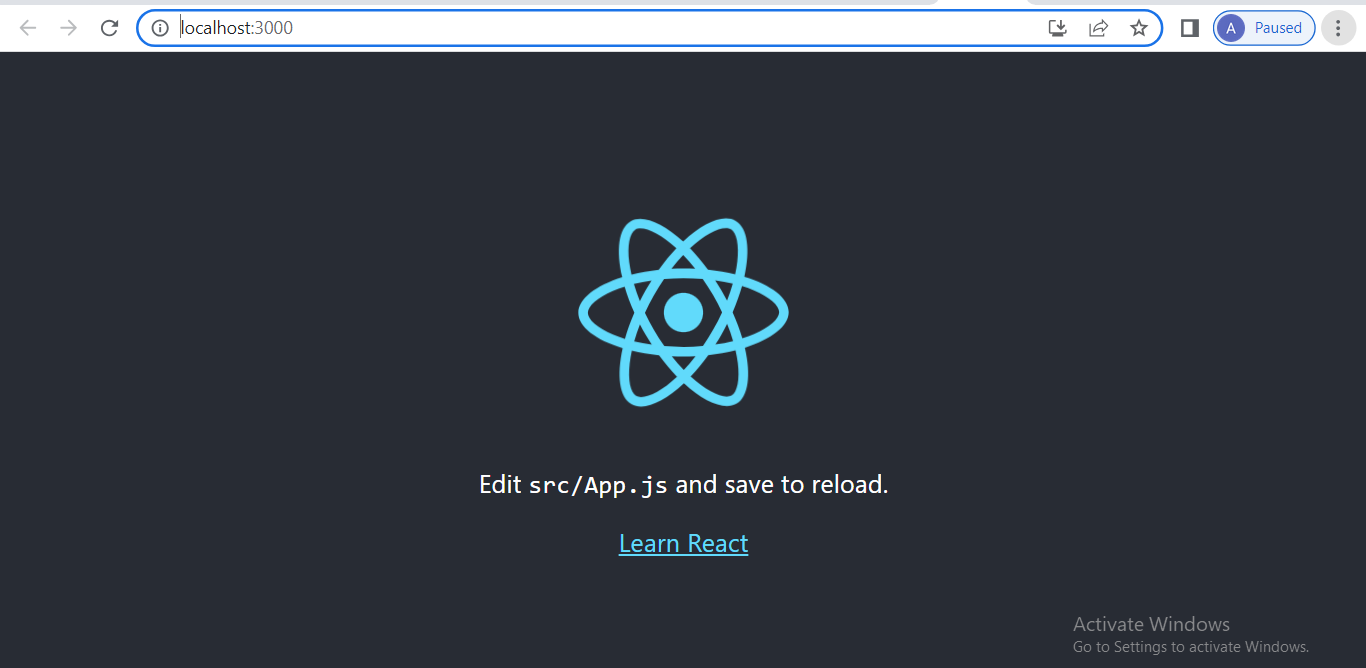 localhost:3000
A Paused
Edit src/App.js and save to reload.
Learn React
Activate Windows
Go to Settings to activate Windows.